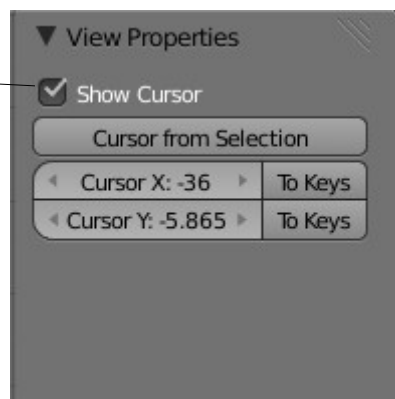 View Properties
Show Cursor
Cursor from Selection
Cursor X: -36 To Keys
Cursor Y: -5.865 To Keys